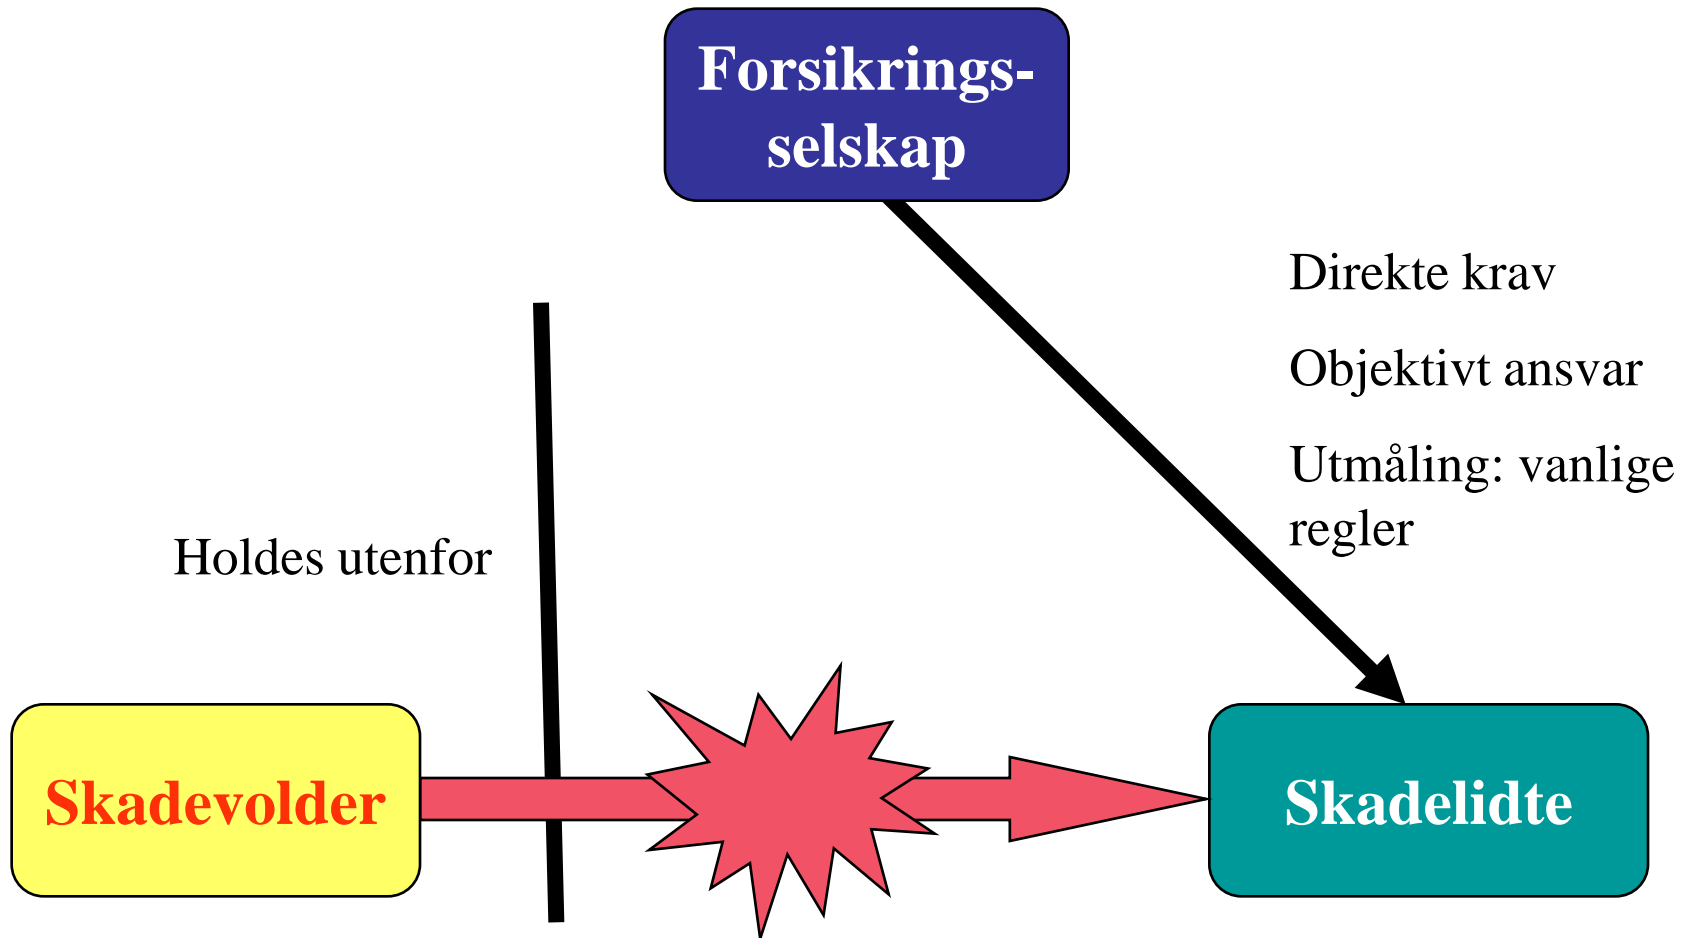 Forsikrings-
selskap
Direkte krav
Objektivt ansvar
Utmåling: vanlige
regler
Holdes utenfor
Skadevolder
Skadelidte